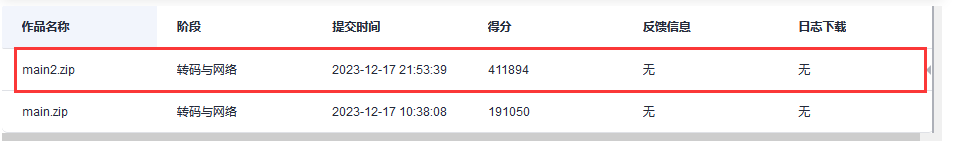 作品名称 阶段 提交时间 得分 反馈信息 日志下载
main2.zip 转码与网络 2023-12-17 21:53:39 411894 无 无
main.zip 转码与网络 2023-12-17 10:38:08 191050 无 无